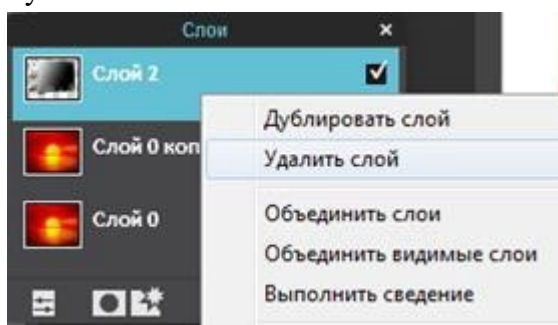 Слои
Слой 2
Дублировать слой
Слой 0 коп
Удалить слой
Слой 0
Объединить слои
Объединить видимые слои
Выполнить сведение